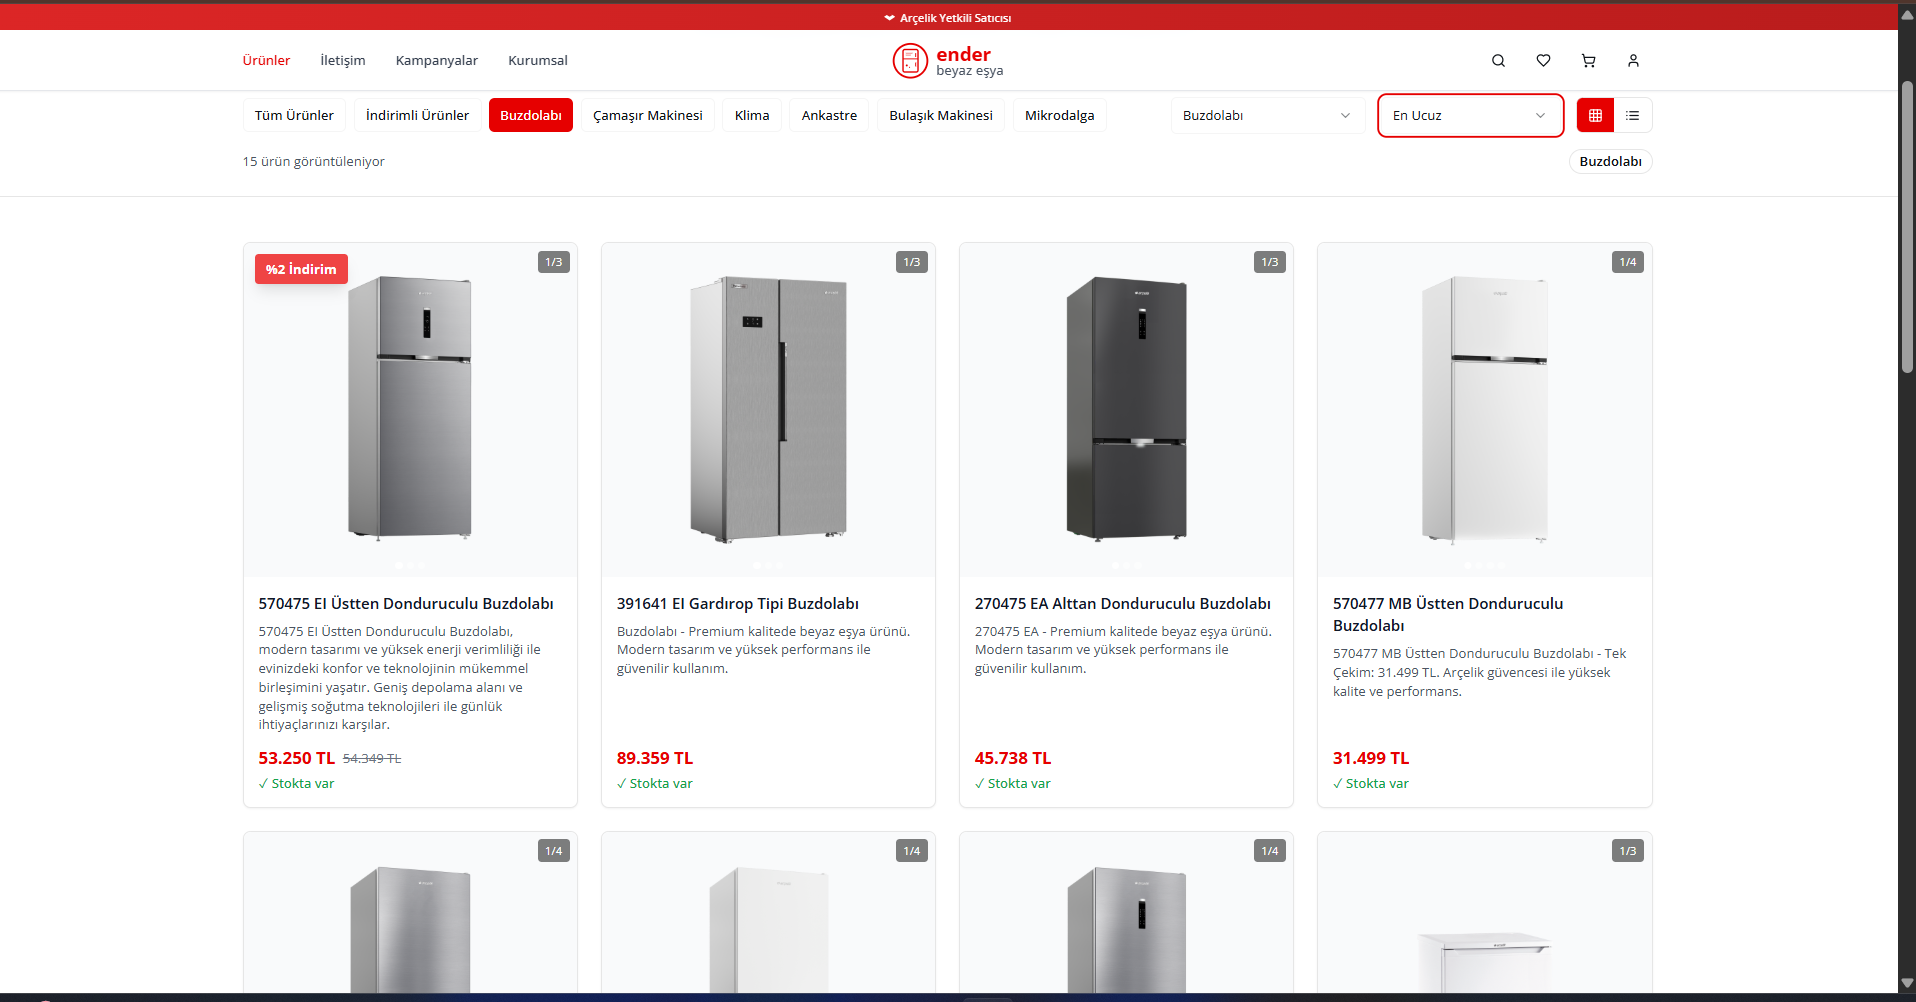 Arçelik Yetkili Satıcısı
Ürünler
İletişim
Kampanyalar
Kurumsal
ender
beyaz eşya
Tüm Ürünler
İndirimli Ürünler
Buzdolabı
Çamaşır Makinesi
Klima
Ankastre
Bulaşık Makinesi
Mikrodalga
Buzdolabı
En Ucuz
15 ürün görüntüleniyor
Buzdolabı
%2 İndirim
1/3
1/3
1/3
1/4
570475 EI Üstten Donduruculu Buzdolabı
570475 EI Üstten Donduruculu Buzdolabı,
modern tasarımı ve yüksek enerji verimliliği ile
evinizdeki konfor ve teknolojinin mükemmel
birleşimini yaşatır. Geniş depolama alanı ve
gelişmiş soğutma teknolojileri ile günlük
ihtiyaçlarınızı karşılar.
53.250 TL 54.349 TL
✓ Stokta var
391641 EI Gardırop Tipi Buzdolabı
Buzdolabı - Premium kalitede beyaz eşya ürünü.
Modern tasarım ve yüksek performans ile
güvenilir kullanım.
89.359 TL
✓ Stokta var
270475 EA Alttan Donduruculu Buzdolabı
270475 EA - Premium kalitede beyaz eşya ürünü.
Modern tasarım ve yüksek performans ile
güvenilir kullanım.
45.738 TL
✓ Stokta var
570477 MB Üstten Donduruculu
Buzdolabı
570477 MB Üstten Donduruculu Buzdolabı - Tek
Çekim: 31.499 TL. Arçelik güvencesi ile yüksek
kalite ve performans.
31.499 TL
✓ Stokta var
1/4
1/4
1/4
1/3